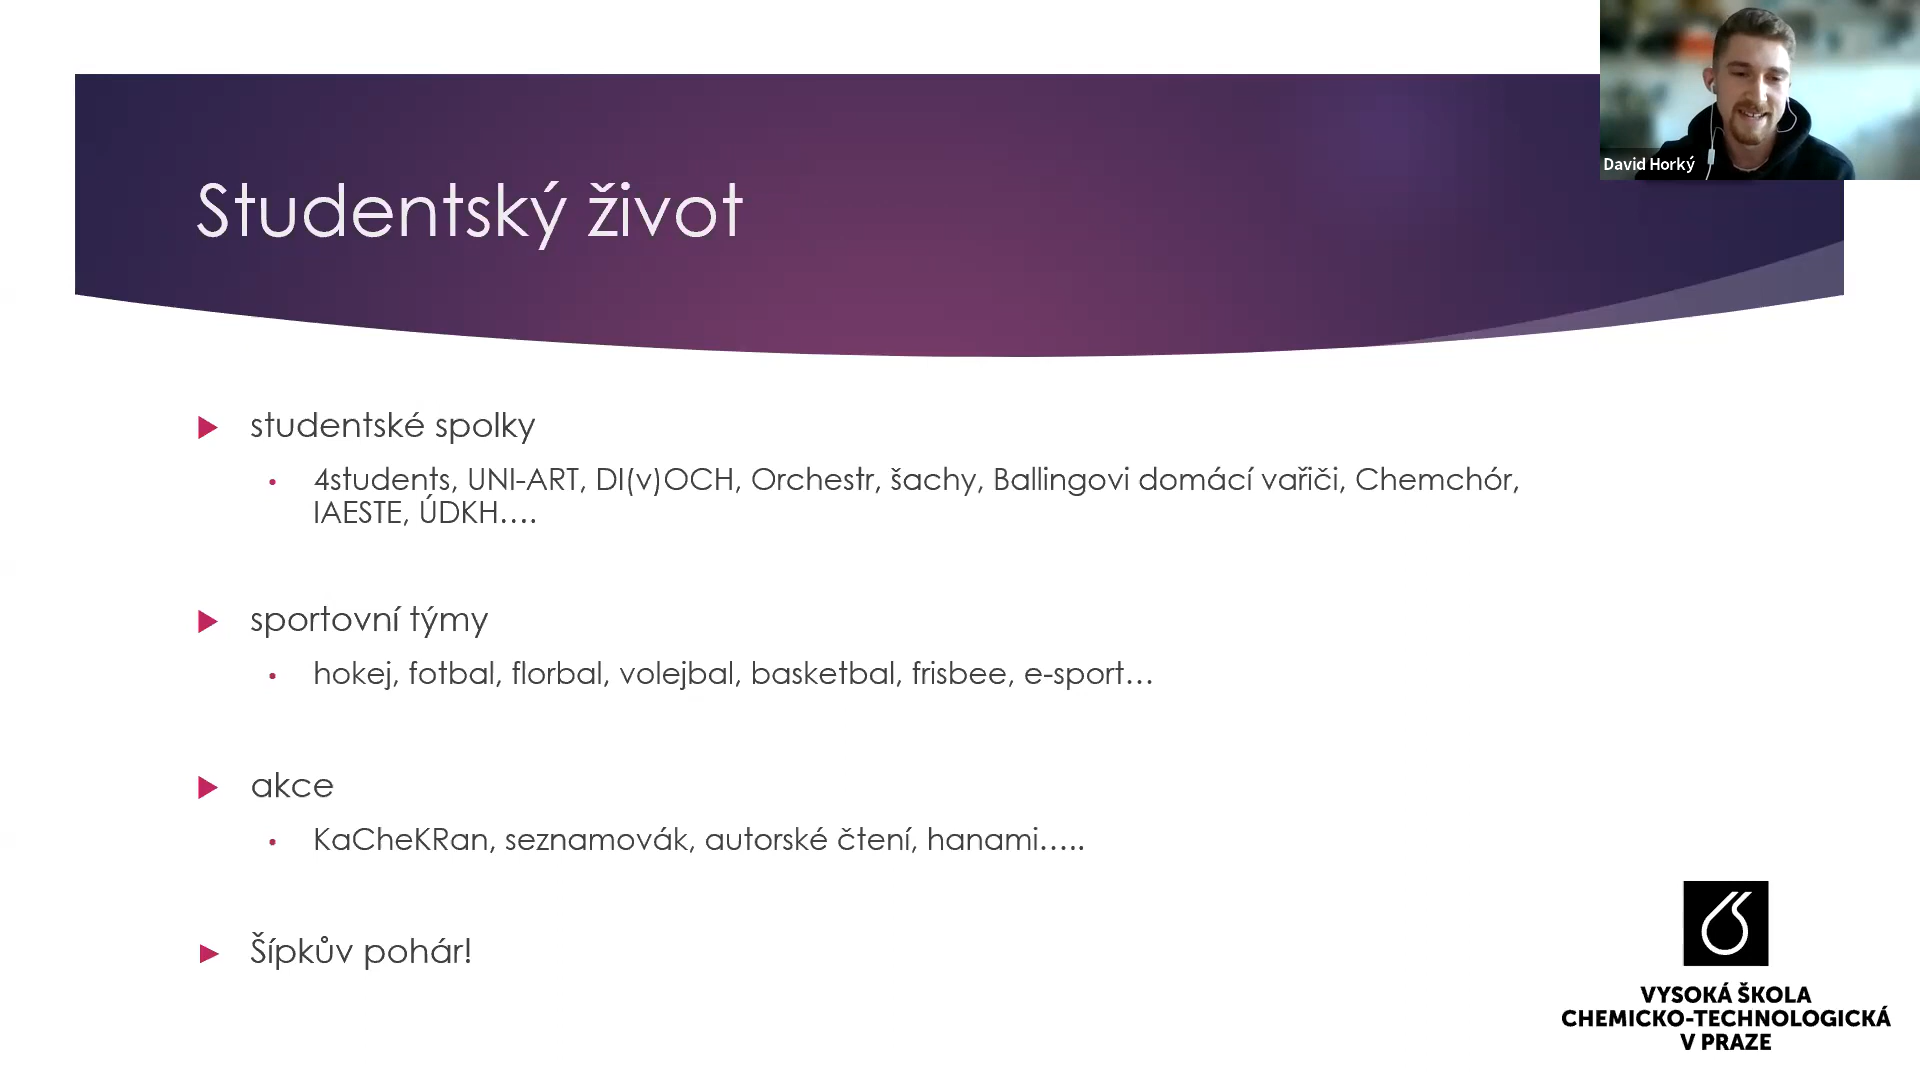 David Horký
Studentský život
studentské spolky
4students, UNI-ART, DI(v)OCH, Orchestr, šachy, Ballingovi domácí vařiči, Chemchór,
IAESTE, ÚDKH....
sportovní týmy
hokej, fotbal, florbal, volejbal, basketbal, frisbee, e-sport...
akce
KaCheKRan, seznamovák, autorské čtení, hanami.....
Šípkův pohár!
VYSOKÁ ŠKOLA
CHEMICKO-TECHNOLOGICKÁ
V PRAZE